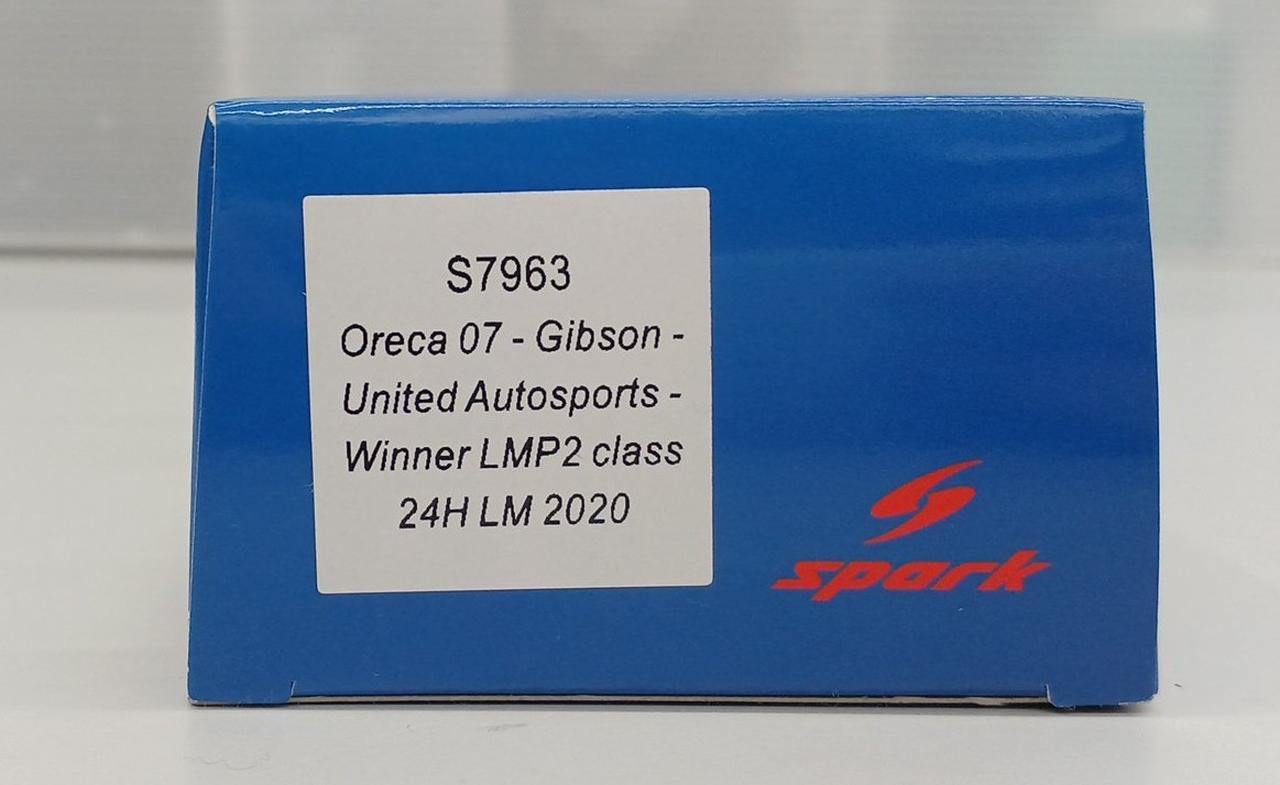 S7963
Oreca 07 - Gibson -
United Autosports -
Winner LMP2 class
24H LM 2020
spark